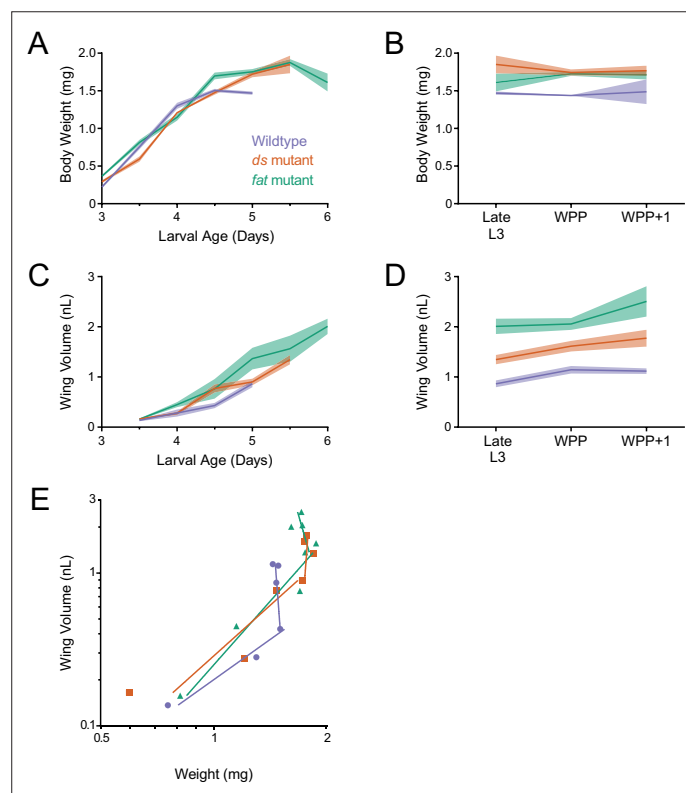 A
2.0
1.5
1.0
0.5
0
Body Weight (mg)
3
4
5
6
Larval Age (Days)
Wildtype
ds mutant
fat mutant
B
2.0
1.5
1.0
0.5
0
Body Weight (mg)
Late
L3
WPP
WPP+1
C
3
2
1
0
Wing Volume (nL)
3
4
5
6
Larval Age (Days)
D
3
2
1
0
Wing Volume (nL)
Late
L3
WPP
WPP+1
E
3
1
0.1
Wing Volume (nL)
0.5
1
2
Weight (mg)